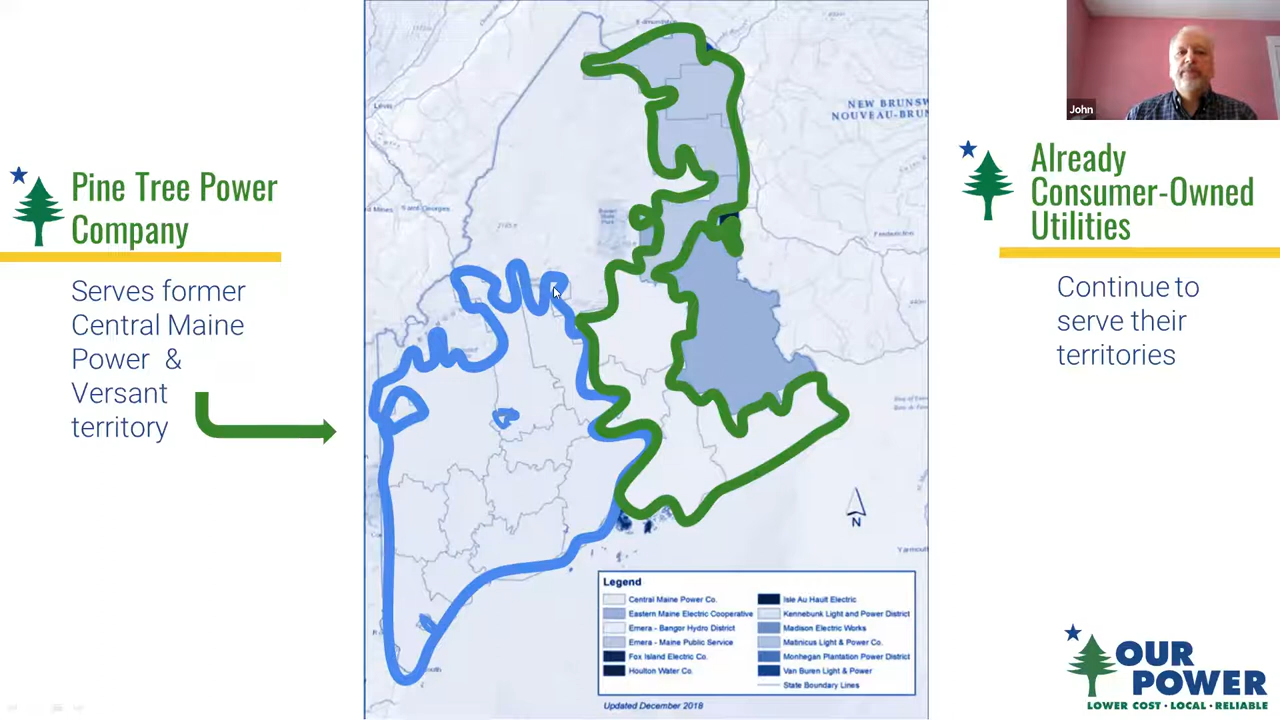 Pine Tree Power
Company
Serves former
Central Maine
Power &
Versant
territory
NEW BRUNSW
NOUVEAU-BRUN
Legend
Central Maine Power Co.
Eastern Maine Electric Cooperative
Emera - Bangor Hydro District
Emera - Maine Public Service
Fox Island Electric Co.
Houlton Water Co.
Isle Au Hault Electric
Kennebunk Light and Power District
Madison Electric Works
Matinicus Light & Power Co.
Monhegan Plantation Power District
Van Buren Light & Power
State Boundary Lines
Updated December 2018
N
John
Already
Consumer-Owned
Utilities
Continue to
serve their
territories
OUR
POWER
LOWER COST · LOCAL · RELIABLE